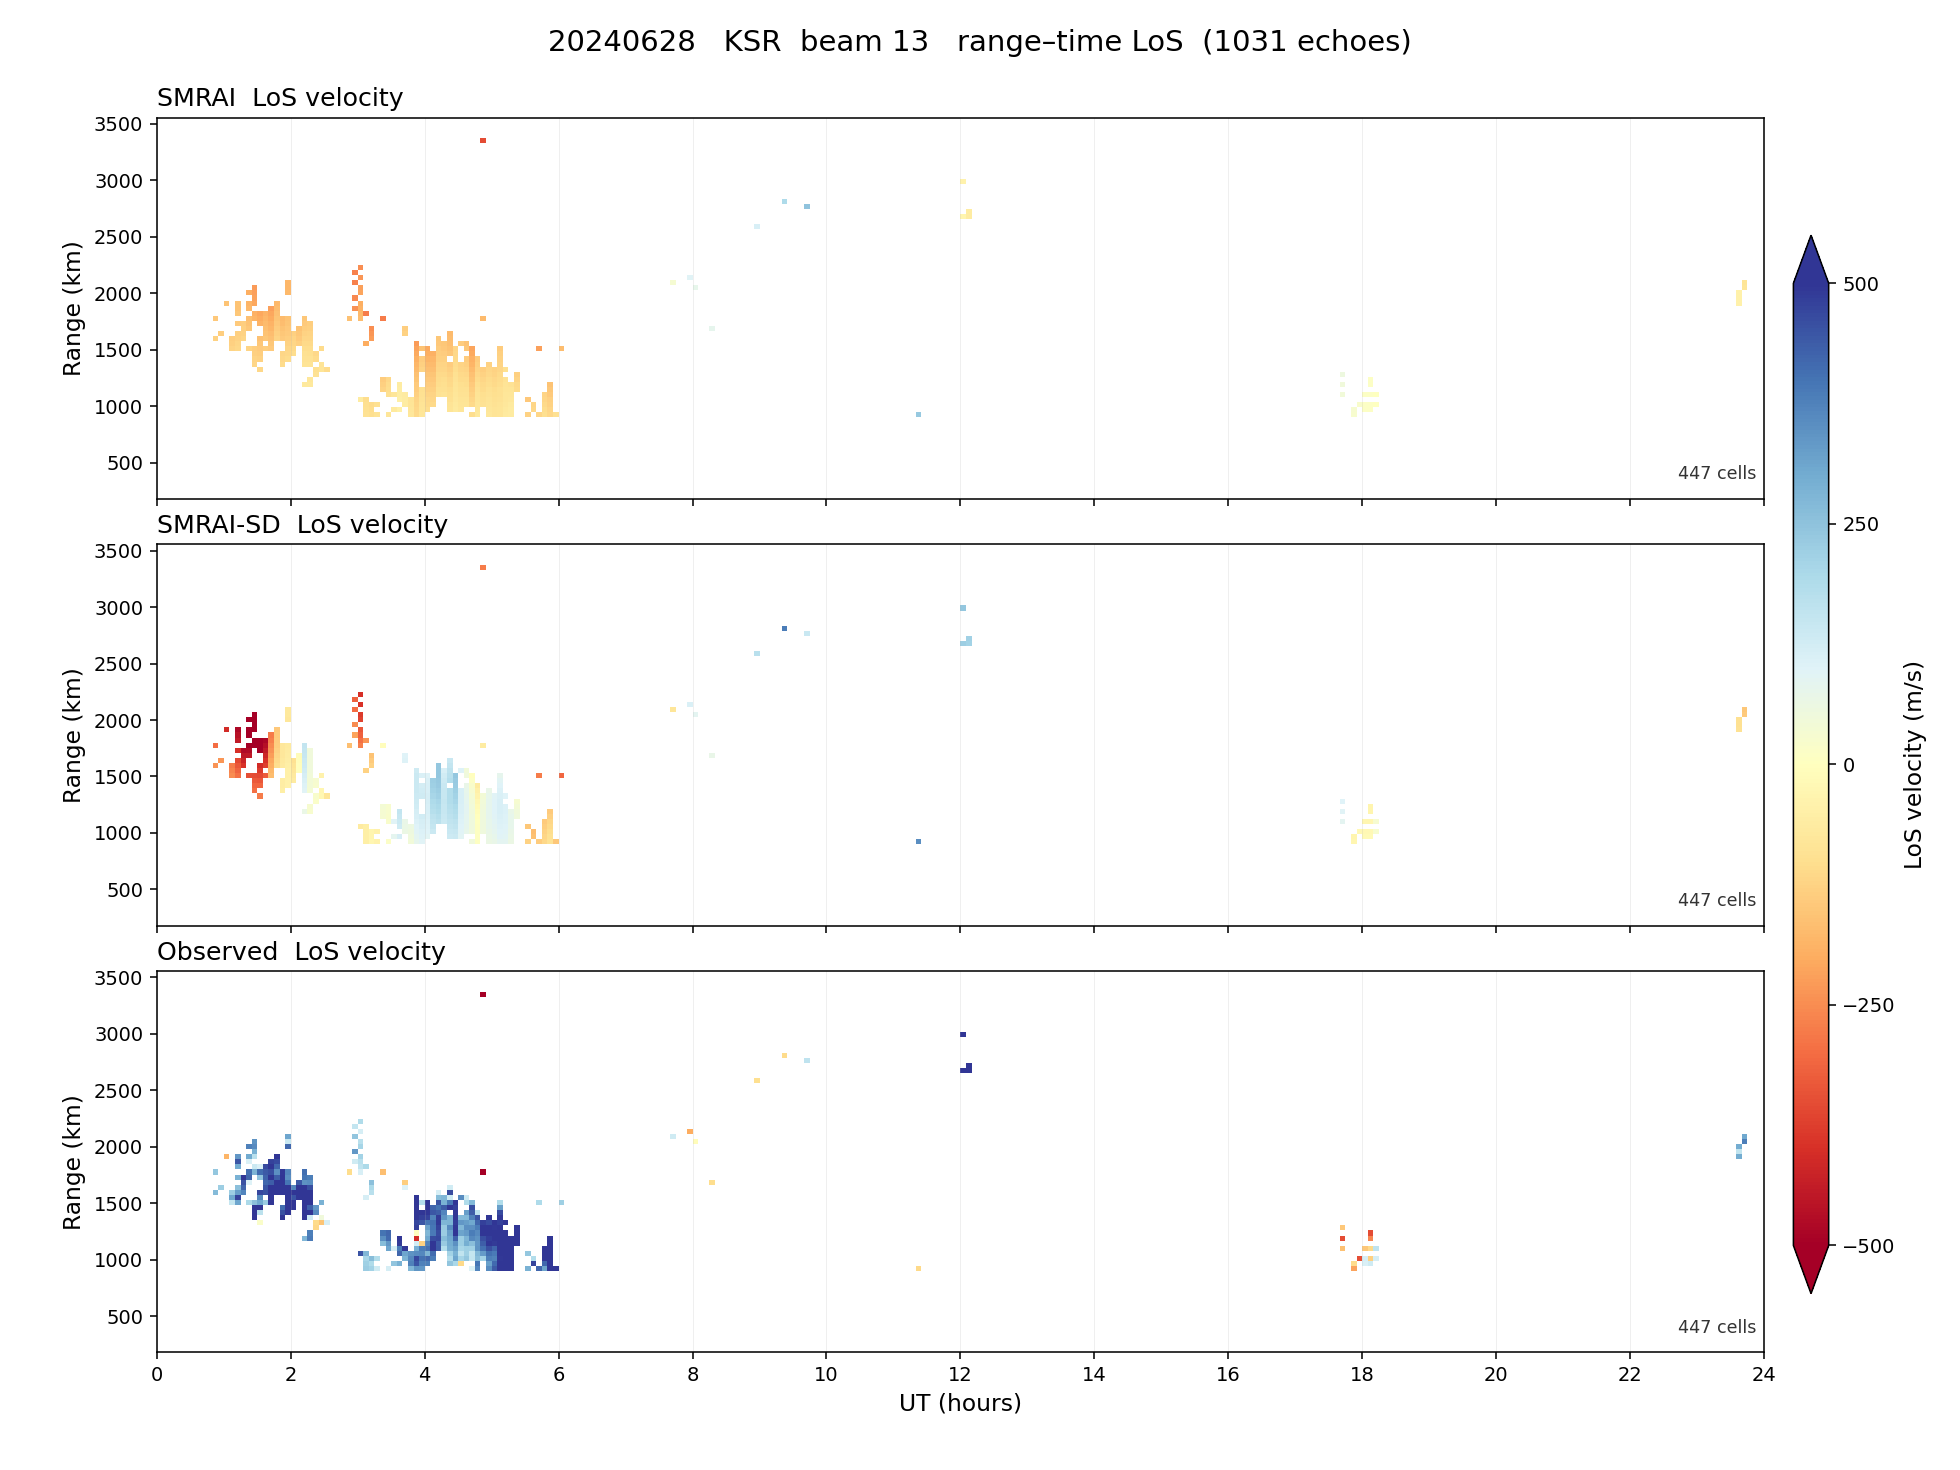 20240628   KSR  beam 13   range–time LoS  (1031 echoes)
SMRAI  LoS velocity
3500
3000
2500
2000
1500
1000
500
Range (km)
447 cells
SMRAI-SD  LoS velocity
3500
3000
2500
2000
1500
1000
500
Range (km)
447 cells
Observed  LoS velocity
3500
3000
2500
2000
1500
1000
500
Range (km)
447 cells
0 2 4 6 8 10 12 14 16 18 20 22 24
UT (hours)
500
250
0
−250
−500
LoS velocity (m/s)